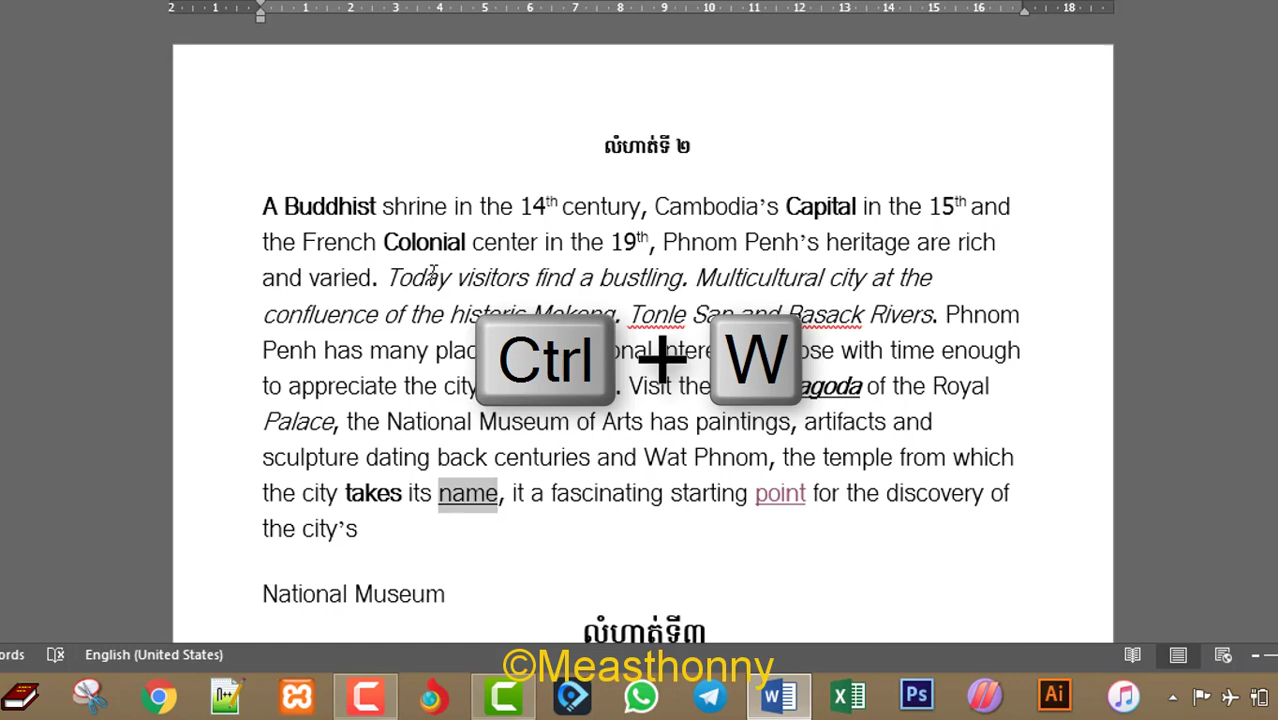 2 1 1 2 3 4 5 6 7 8 9 10 11 12 13 14 15 16 18
លំហាត់ទី ២
A Buddhist shrine in the 14th century, Cambodia's Capital in the 15th and
the French Colonial center in the 19th, Phnom Penh's heritage are rich
and varied. Today visitors find a bustling. Multicultural city at the
confluence of the historic Mekong. Tonle Sap and Basack Rivers. Phnom
Penh has many with time enough
to appreciate the city . Visit the of the Royal
Palace, the National Museum of Arts has paintings, artifacts and
sculpture dating back centuries and Wat Phnom, the temple from which
the city takes its name, it a fascinating starting point for the discovery of
the city's
Ctrl + W
National Museum
លំហាត់ទី៣
ords English (United States)
©Measthonny
Ps Ai